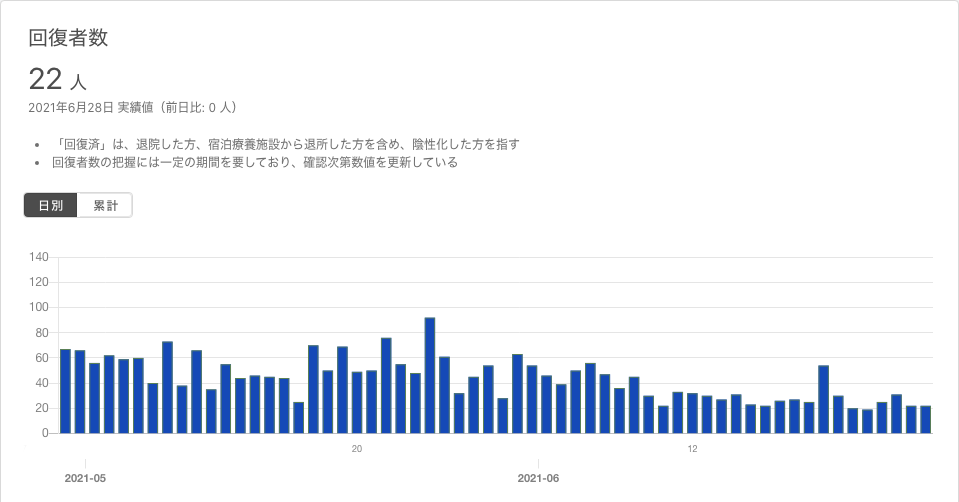 回復者数
22 人
2021年6月28日 実績値（前日比: 0 人）
• 「回復済」は、退院した方、宿泊療養施設から退所した方を含め、陰性化した方を指す
• 回復者数の把握には一定の期間を要しており、確認次第数値を更新している
日別 累計
140
120
100
80
60
40
20
0
20 12
2021-05 2021-06